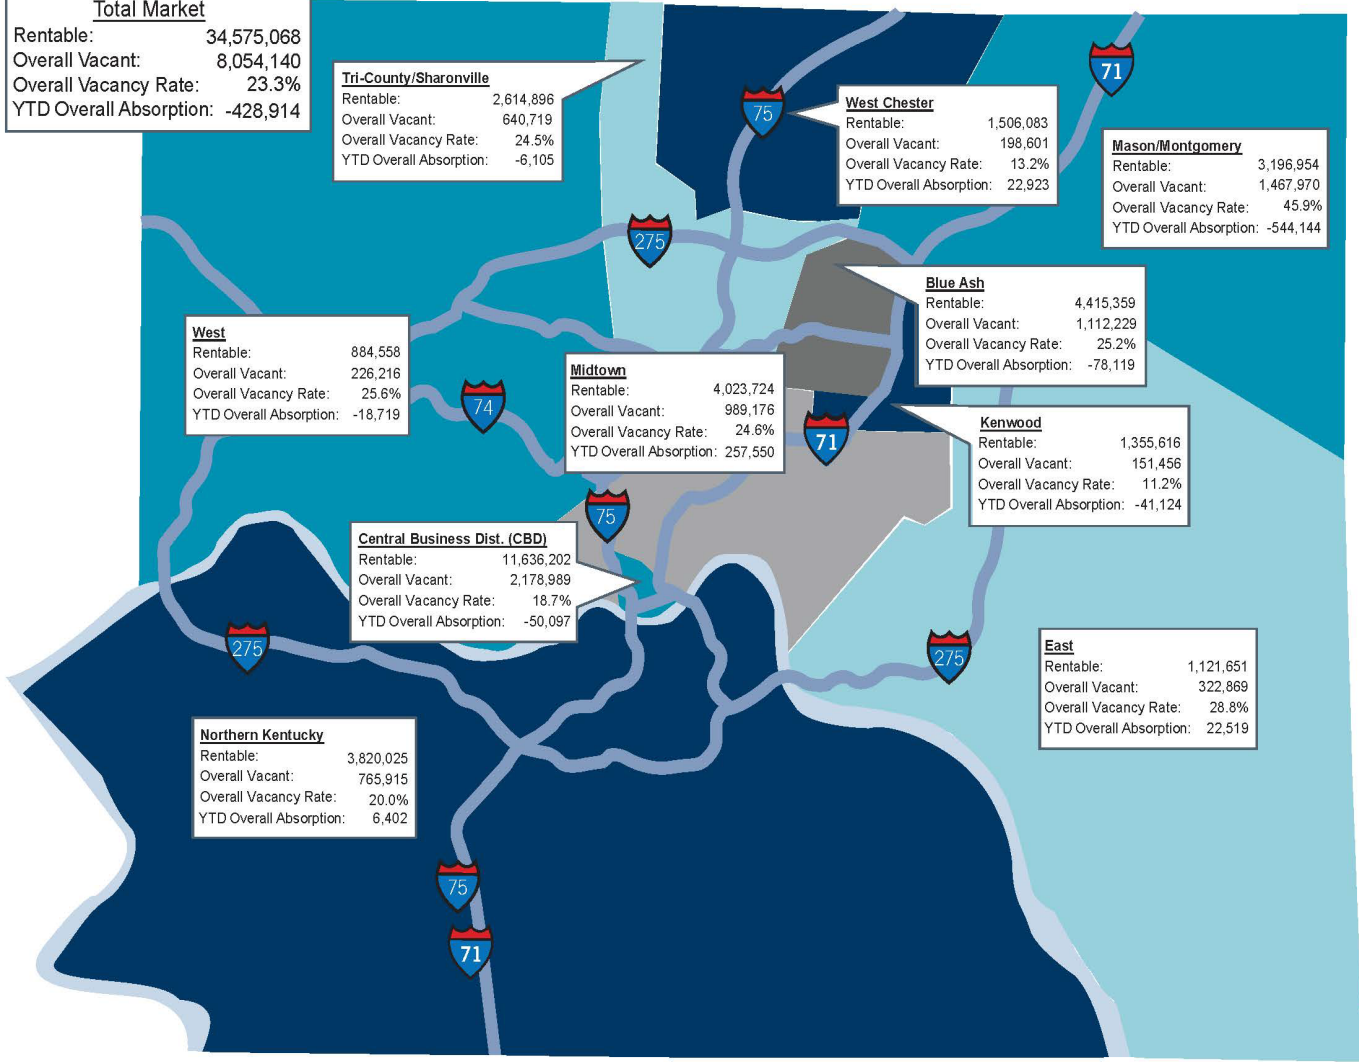 Total Market
Rentable: 34,575,068
Overall Vacant: 8,054,140
Overall Vacancy Rate: 23.3%
YTD Overall Absorption: -428,914
Tri-County/Sharonville
Rentable: 2,614,896
Overall Vacant: 640,719
Overall Vacancy Rate: 24.5%
YTD Overall Absorption: -6,105
75
West Chester
Rentable: 1,506,083
Overall Vacant: 198,601
Overall Vacancy Rate: 13.2%
YTD Overall Absorption: 22,923
71
Mason/Montgomery
Rentable: 3,196,954
Overall Vacant: 1,467,970
Overall Vacancy Rate: 45.9%
YTD Overall Absorption: -544,144
275
Blue Ash
Rentable: 4,415,359
Overall Vacant: 1,112,229
Overall Vacancy Rate: 25.2%
YTD Overall Absorption: -78,119
West
Rentable: 884,558
Overall Vacant: 226,216
Overall Vacancy Rate: 25.6%
YTD Overall Absorption: -18,719
74
Midtown
Rentable: 4,023,724
Overall Vacant: 989,176
Overall Vacancy Rate: 24.6%
YTD Overall Absorption: 257,550
71
Kenwood
Rentable: 1,355,616
Overall Vacant: 151,456
Overall Vacancy Rate: 11.2%
YTD Overall Absorption: -41,124
75
Central Business Dist. (CBD)
Rentable: 11,636,202
Overall Vacant: 2,178,989
Overall Vacancy Rate: 18.7%
YTD Overall Absorption: -50,097
275
275
East
Rentable: 1,121,651
Overall Vacant: 322,869
Overall Vacancy Rate: 28.8%
YTD Overall Absorption: 22,519
Northern Kentucky
Rentable: 3,820,025
Overall Vacant: 765,915
Overall Vacancy Rate: 20.0%
YTD Overall Absorption: 6,402
75
71